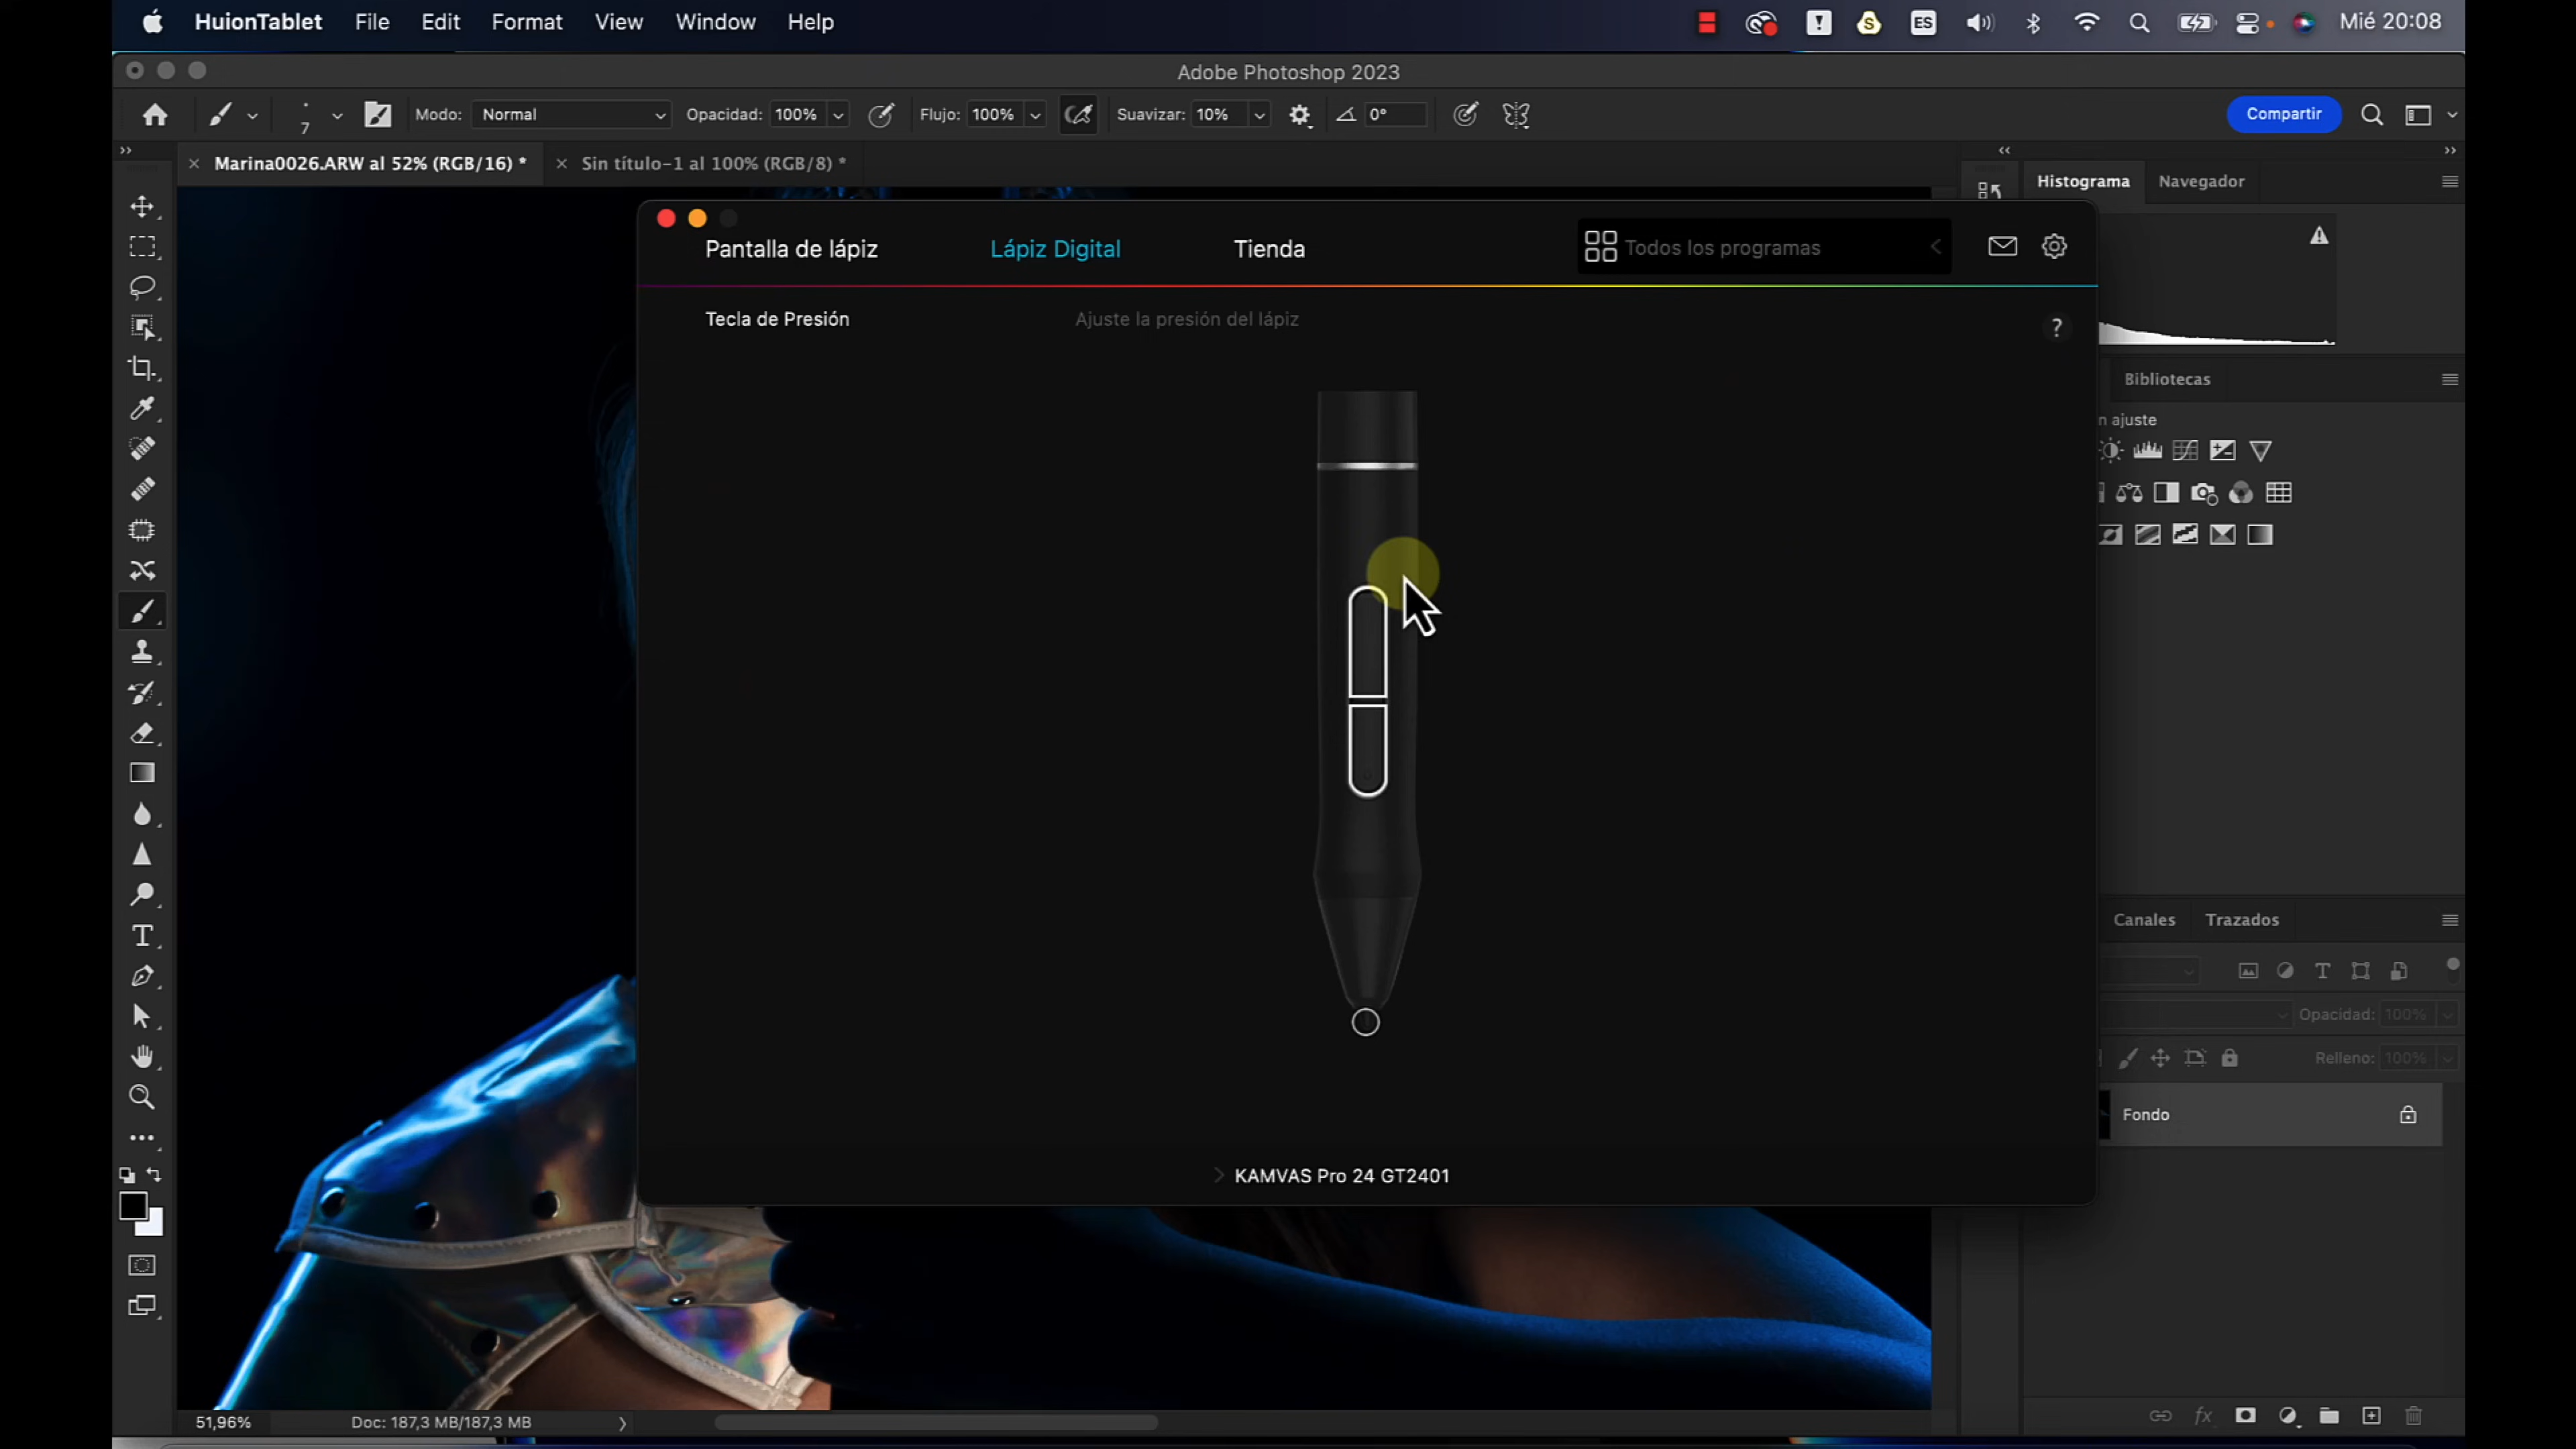 HuionTablet File Edit Format View Window Help ES Mié 20:08
Adobe Photoshop 2023
7 Modo: Normal Opacidad: 100% Flujo: 100% Suavizar: 10% 0° Compartir
Marina0026.ARW al 52% (RGB/16) * Sin título-1 al 100% (RGB/8) *
Histograma Navegador
Pantalla de lápiz Lápiz Digital Tienda Todos los programas
Tecla de Presión Ajuste la presión del lápiz ?
Bibliotecas
n ajuste
Canales Trazados
Opacidad: 100%
Relleno: 100%
Fondo
KAMVAS Pro 24 GT2401
51,96% Doc: 187,3 MB/187,3 MB
fx